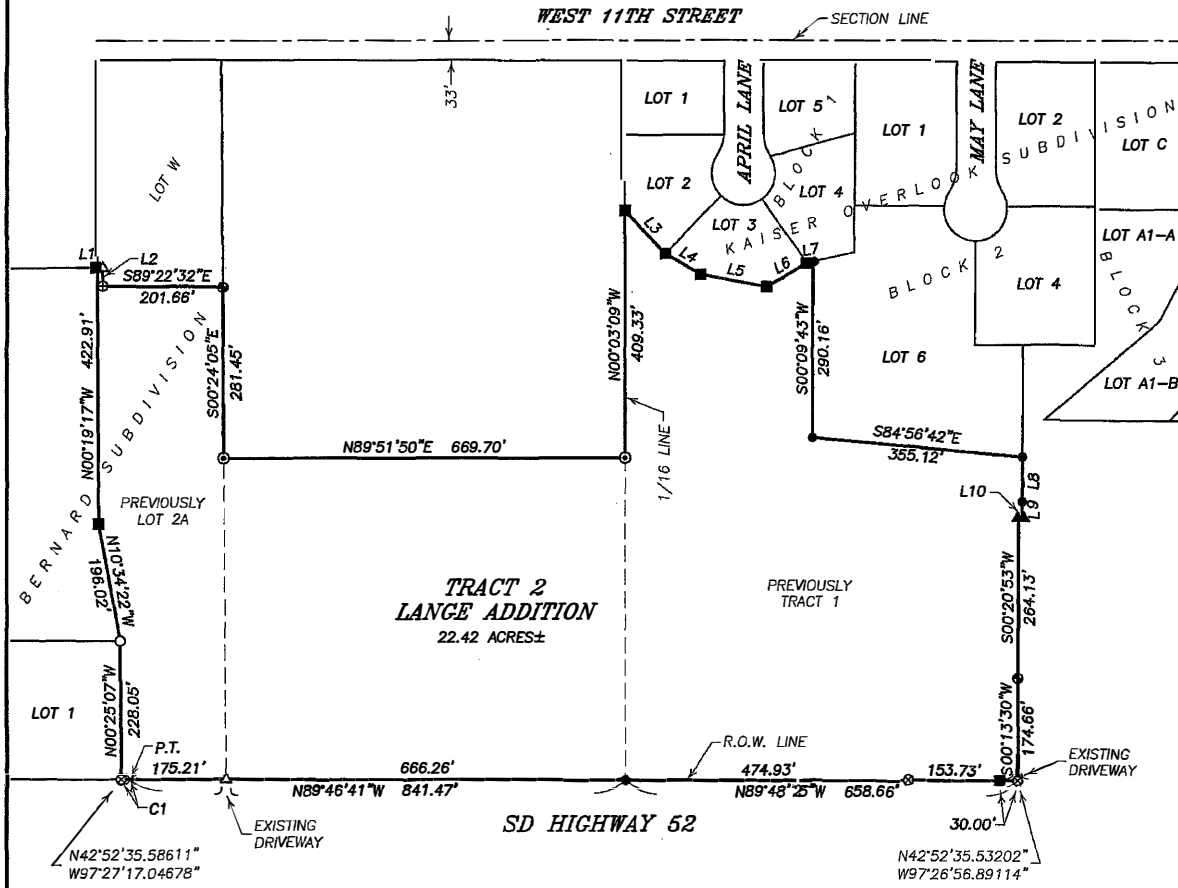 WEST 11TH STREET
SECTION LINE
33'
LOT 1
APRIL LANE
LOT 5
1
LOT 1
MAY LANE
LOT 2
LOT C
LOT W
LOT 2
BLOCK
LOT 4
KAISER OVERLOOK SUBDIVISION
LOT 3
L3
L4
L5
L6
L7
BLOCK 2
LOT 4
LOT A1-A
BLOCK 3
LOT A1-B
LOT 6
L1
L2
S89°22'32"E
201.66'
N00°19'17"W 422.91'
S00°24'05"E
281.45'
N00°03'09"W
409.33'
S00°09'43"W
290.16'
BERNARD SUBDIVISION
N89°51'50"E 669.70'
1/16 LINE
S84°56'42"E
355.12'
L8
L9
L10
PREVIOUSLY
LOT 2A
N10°34'22"W
196.02'
TRACT 2
LANGE ADDITION
22.42 ACRES±
PREVIOUSLY
TRACT 1
S00°20'53"W
264.13'
LOT 1
N00°25'07"W
228.05'
S00°13'30"W
174.66'
P.T.
175.21'
666.26'
R.O.W. LINE
474.93'
153.73'
EXISTING
DRIVEWAY
C1
N89°46'41"W 841.47'
658.66'
30.00'
EXISTING
DRIVEWAY
SD HIGHWAY 52
N42°52'35.58611"
W97°27'17.04678"
N42°52'35.53202"
W97°26'56.89114"